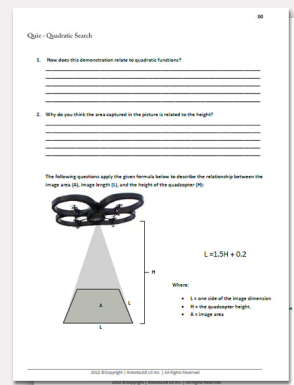 30
Quiz - Quadratic Search
1. How does this demonstration relate to quadratic functions?
2. Why do you think the area captured in the picture is related to the height?
The following questions apply the given formula below to describe the relationship between the
image area (A), image length (L), and the height of the quadcopter (H):
H
L =1.5H + 0.2
Where:
• L = one side of the image dimension
• H = the quadcopter height.
• A = image area
A
L
L
2012 ©Copyright | RobotsLAB US Inc. | All Rights Reserved